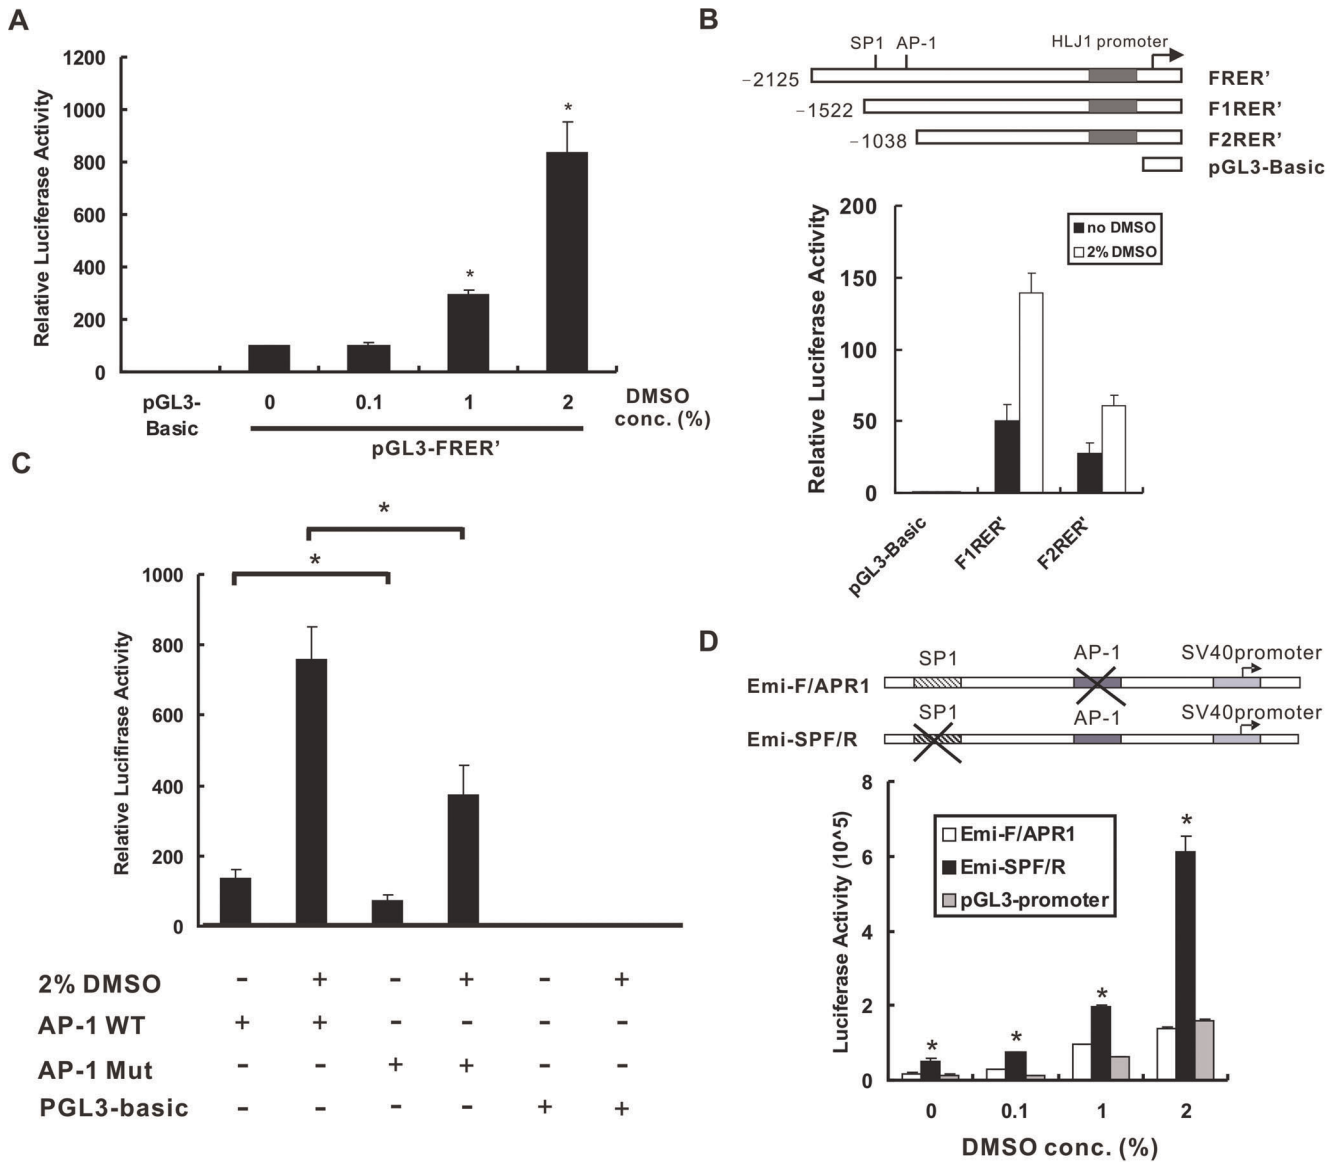 A
1200
1000
800
600
400
200
0
Relative Luciferase Activity
*
*
pGL3-
Basic
0
0.1
1
2
DMSO
conc. (%)
pGL3-FRER’
B
SP1
AP-1
HLJ1 promoter
−2125
FRER’
−1522
F1RER’
−1038
F2RER’
pGL3-Basic
200
150
100
50
0
Relative Luciferase Activity
no DMSO
2% DMSO
pGL3-Basic
F1RER'
F2RER'
C
*
*
1000
800
600
400
200
0
Relative Lucifirase Activity
2% DMSO - + - + - +
AP-1 WT + + - - - -
AP-1 Mut - - + + - -
PGL3-basic - - - - + +
D
SP1
AP-1
SV40promoter
Emi-F/APR1
SP1
AP-1
SV40promoter
Emi-SPF/R
8
6
4
2
0
Luciferase Activity (10^5)
Emi-F/APR1
Emi-SPF/R
pGL3-promoter
*
*
*
*
0
0.1
1
2
DMSO conc. (%)